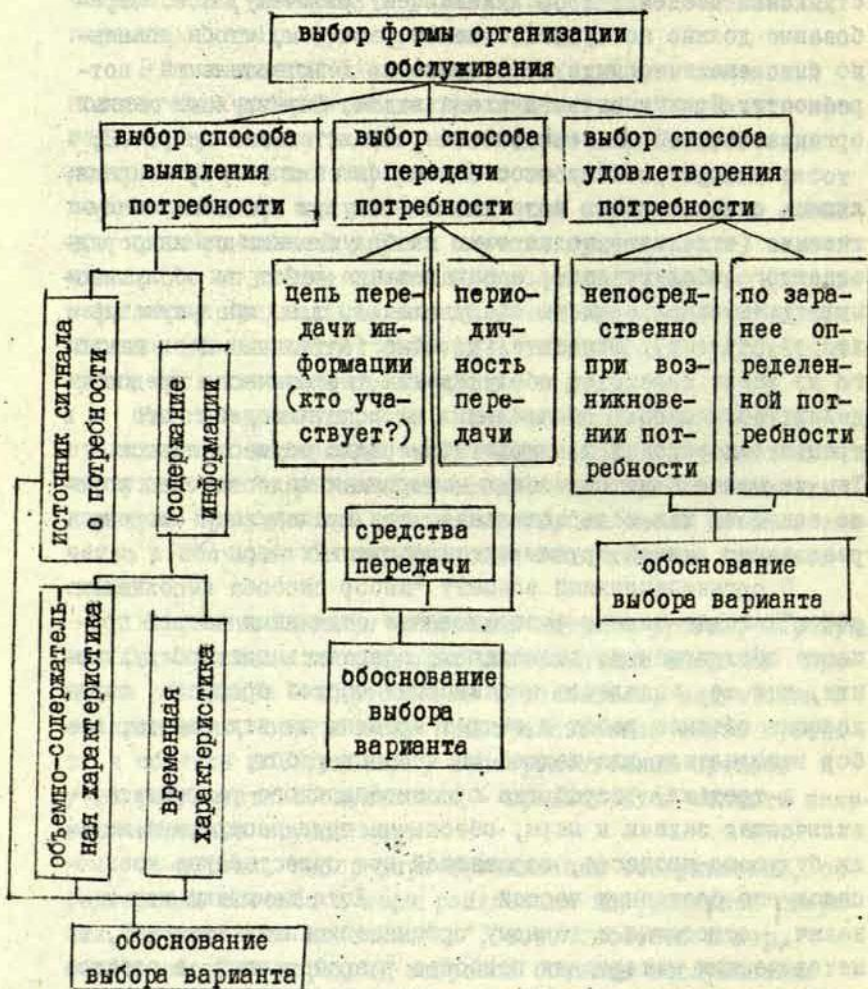 выбор формы организации
обслуживания
выбор способа
выявления
потребности
выбор способа
передачи
потребности
выбор способа
удовлетворения
потребности
источник сигнала
о потребности
содержание
информации
объемно-содержатель-
ная характеристика
временная
характеристика
обоснование
выбора варианта
цепь пере-
дачи ин-
формации
(кто уча-
ствует?)
перио-
дич-
ность
пере-
дачи
средства
передачи
обоснование
выбора
варианта
непосред-
ственно
при воз-
никнове-
нии пот-
ребности
по зара-
нее оп-
ределен-
ной пот-
ребности
обоснование
выбора варианта